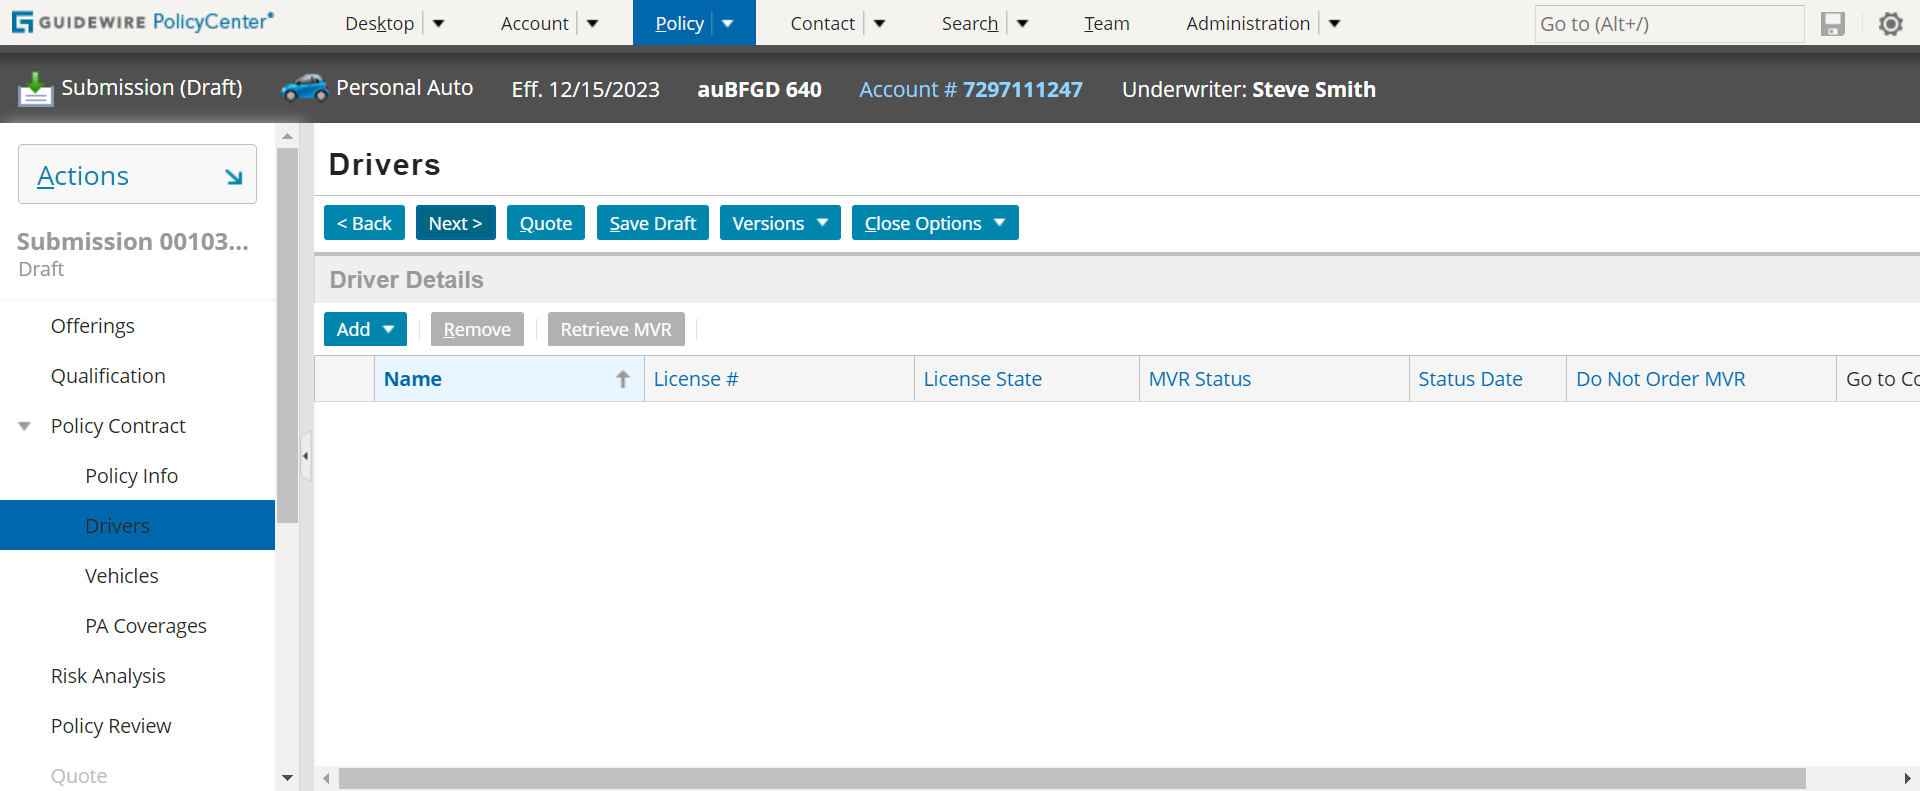 GUIDEWIRE PolicyCenter®
Desktop Account Policy Contact Search Team Administration Go to (Alt+/)
Submission (Draft) Personal Auto Eff. 12/15/2023 auBFGD 640 Account # 7297111247 Underwriter: Steve Smith
Actions
Submission 00103...
Draft
Offerings
Qualification
Policy Contract
Policy Info
Drivers
Vehicles
PA Coverages
Risk Analysis
Policy Review
Quote
Drivers
< Back Next > Quote Save Draft Versions Close Options
Driver Details
Add Remove Retrieve MVR
Name License # License State MVR Status Status Date Do Not Order MVR Go to Co